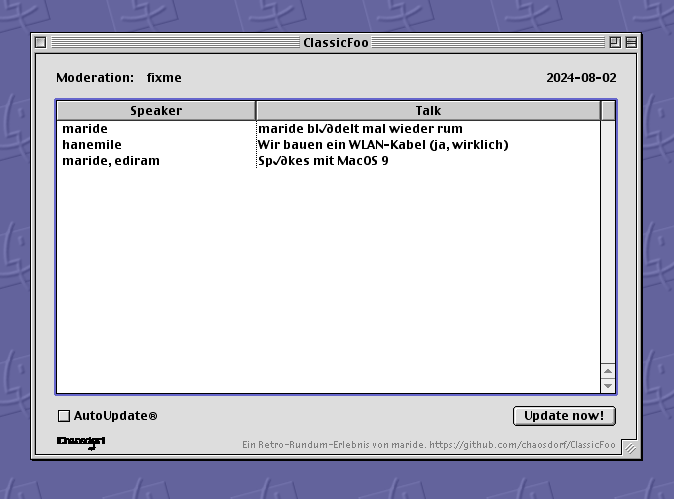 ClassicFoo
Moderation: fixme 2024-08-02
Speaker Talk
maride maride bl√∂delt mal wieder rum
hanemile Wir bauen ein WLAN-Kabel (ja, wirklich)
maride, ediram Sp√∂kes mit MacOS 9
AutoUpdate® Update now!
Ein Retro-Rundum-Erlebnis von maride. https://github.com/chaosdorf/ClassicFoo